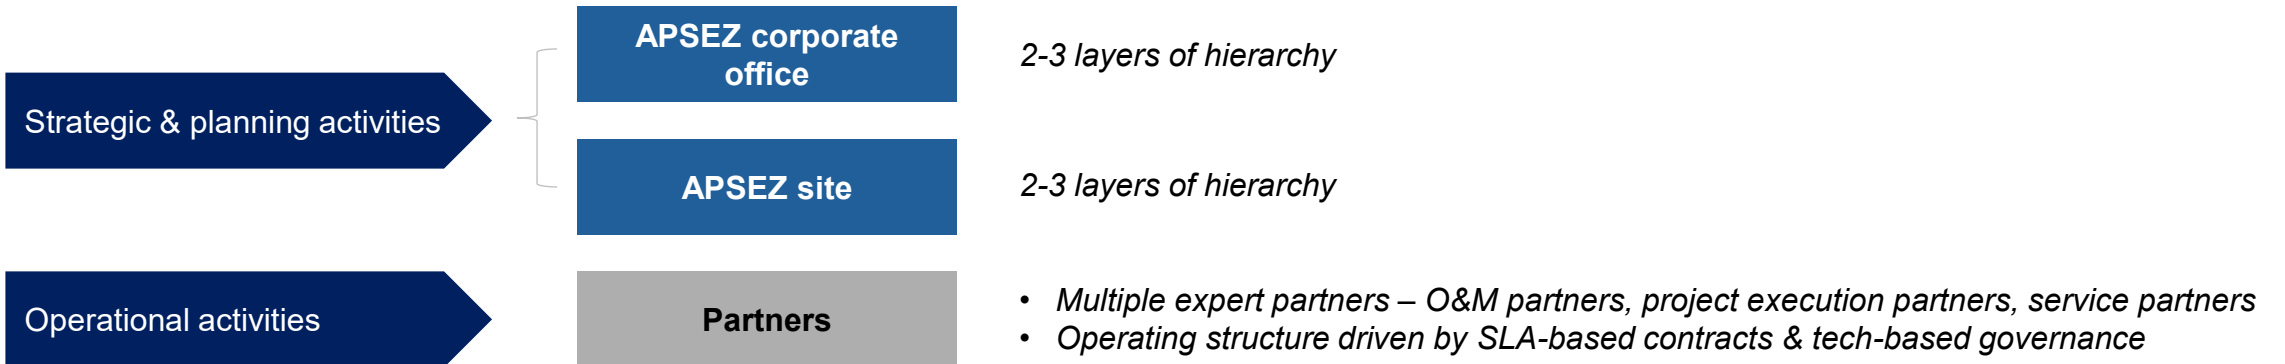 APSEZ corporate
office
2-3 layers of hierarchy
Strategic & planning activities
APSEZ site
2-3 layers of hierarchy
Operational activities
Partners
• Multiple expert partners – O&M partners, project execution partners, service partners
• Operating structure driven by SLA-based contracts & tech-based governance